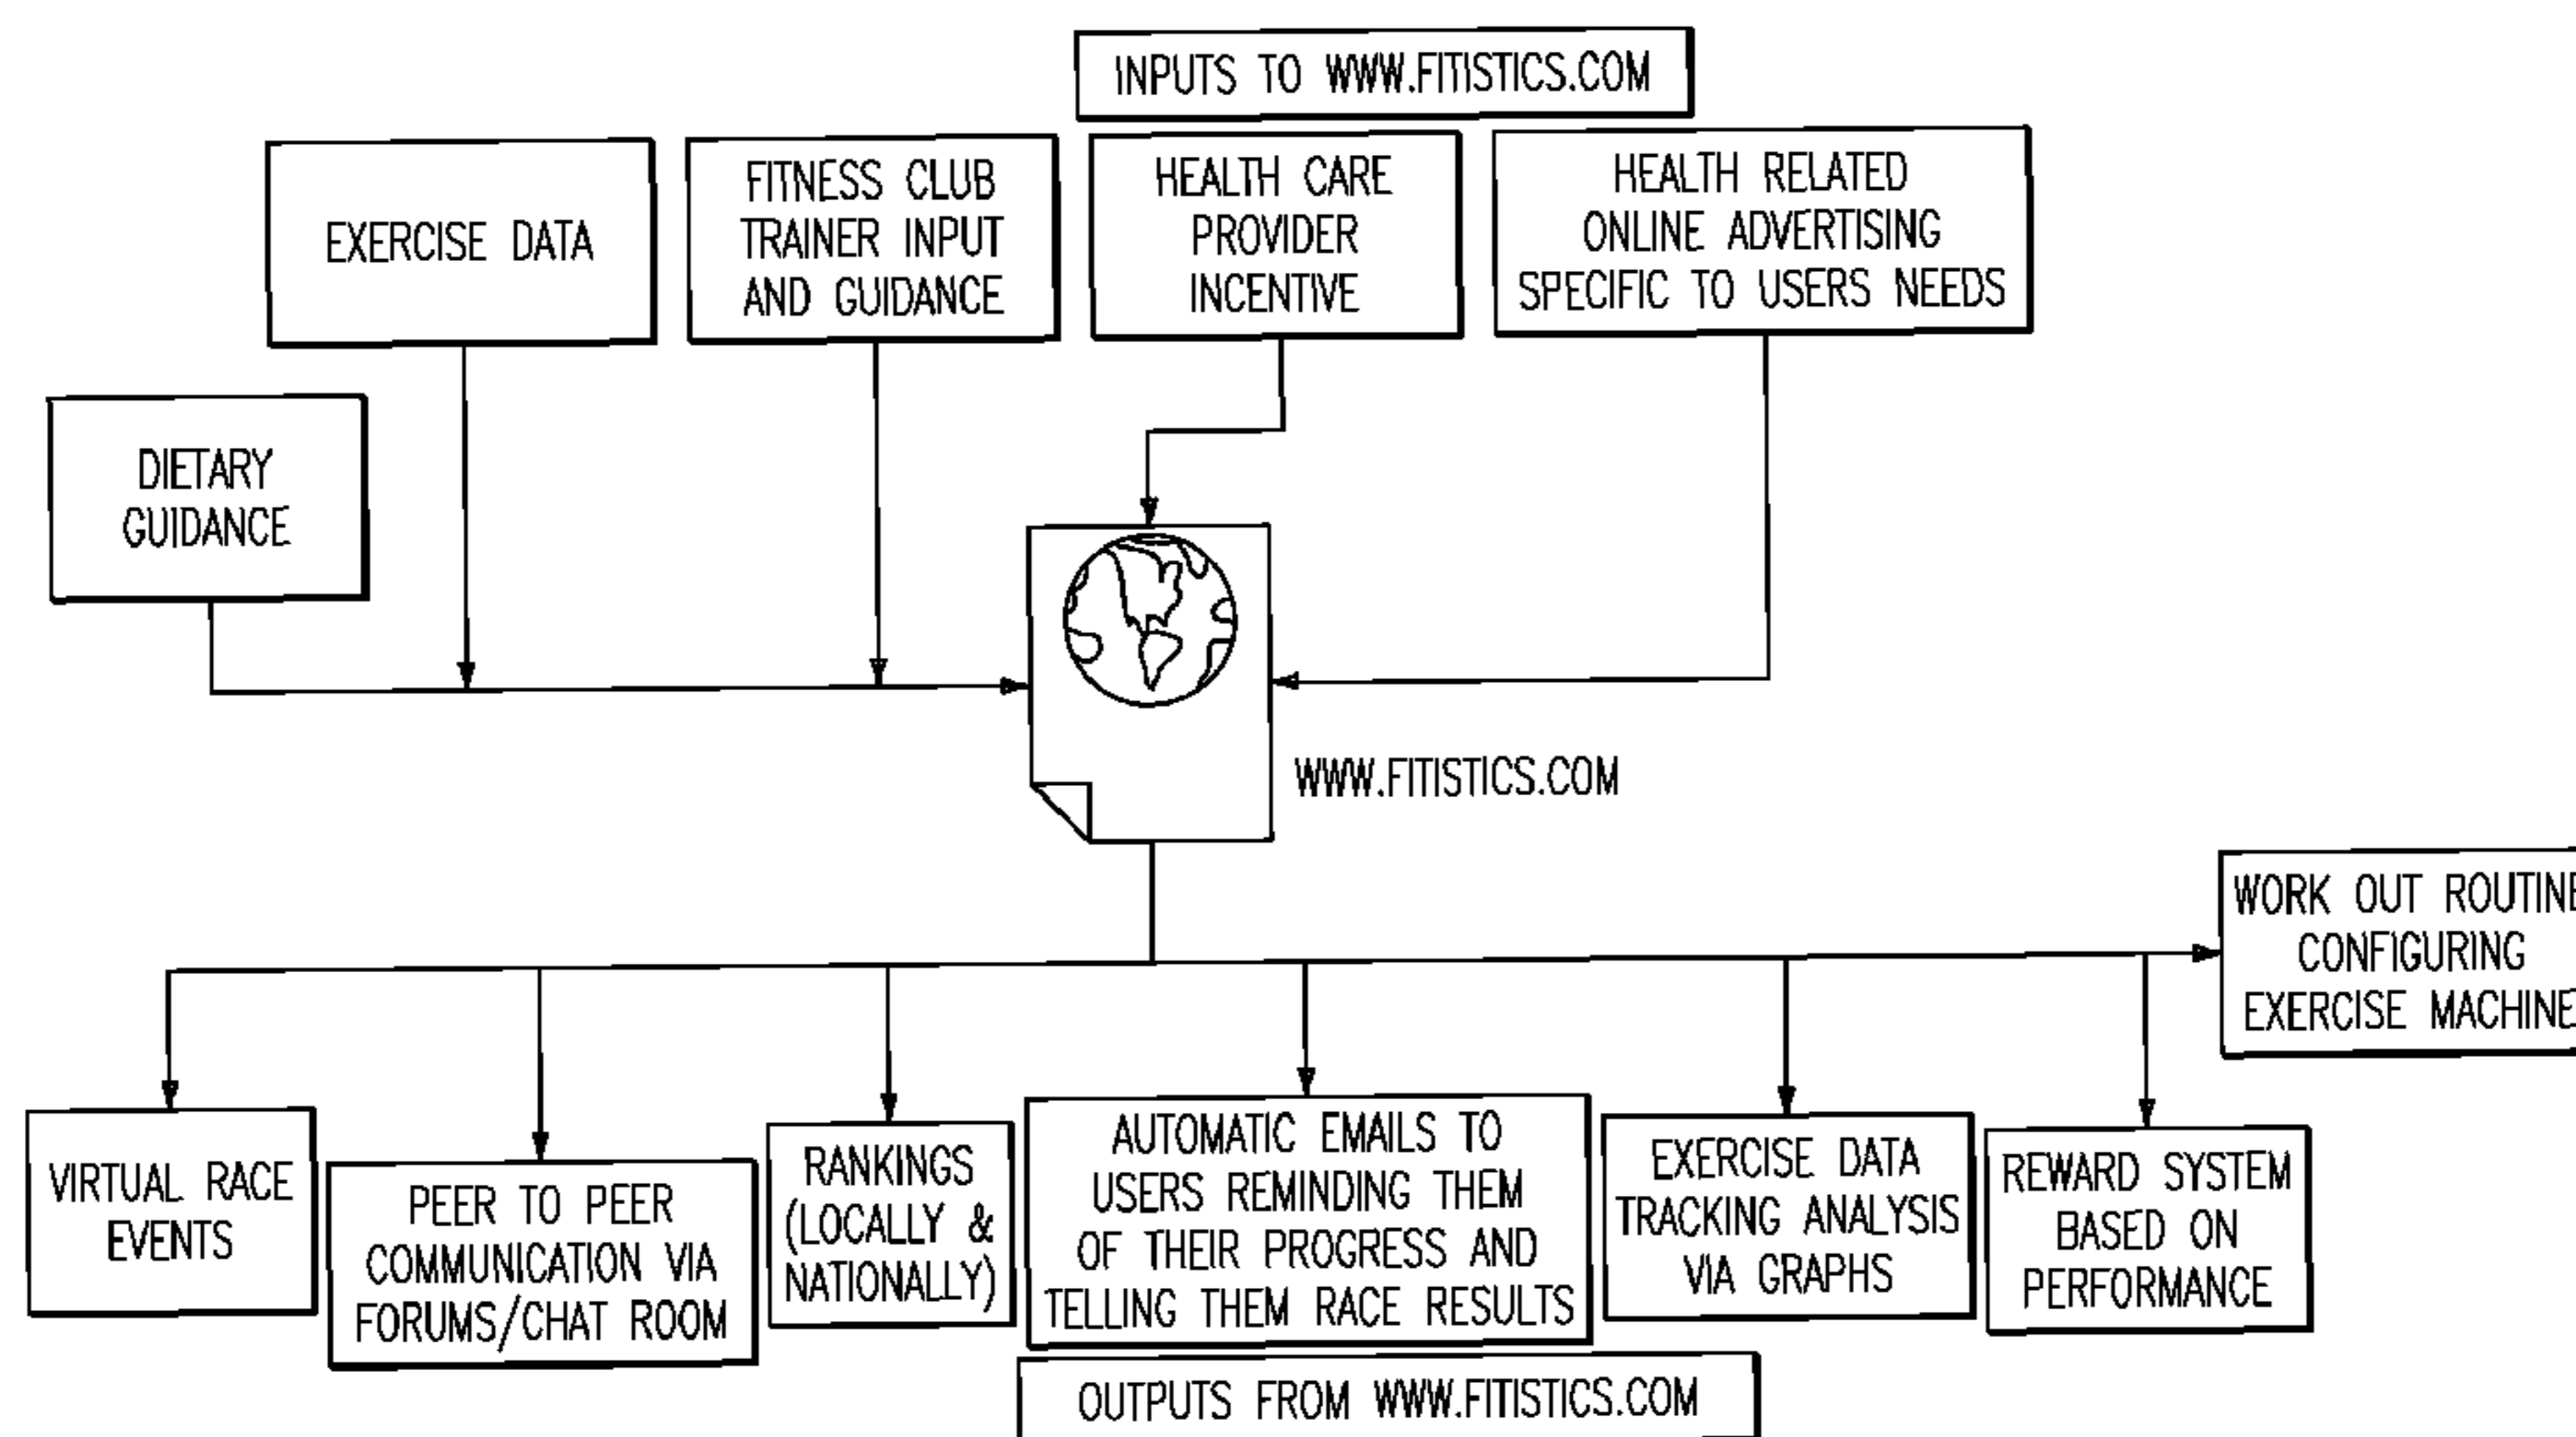 INPUTS TO WWW.FITISTICS.COM
EXERCISE DATA
FITNESS CLUB
TRAINER INPUT
AND GUIDANCE
HEALTH CARE
PROVIDER
INCENTIVE
HEALTH RELATED
ONLINE ADVERTISING
SPECIFIC TO USERS NEEDS
DIETARY
GUIDANCE
WWW.FITISTICS.COM
WORK OUT ROUTINE
CONFIGURING
EXERCISE MACHINE
VIRTUAL RACE
EVENTS
PEER TO PEER
COMMUNICATION VIA
FORUMS/CHAT ROOM
RANKINGS
(LOCALLY &
NATIONALLY)
AUTOMATIC EMAILS TO
USERS REMINDING THEM
OF THEIR PROGRESS AND
TELLING THEM RACE RESULTS
EXERCISE DATA
TRACKING ANALYSIS
VIA GRAPHS
REWARD SYSTEM
BASED ON
PERFORMANCE
OUTPUTS FROM WWW.FITISTICS.COM